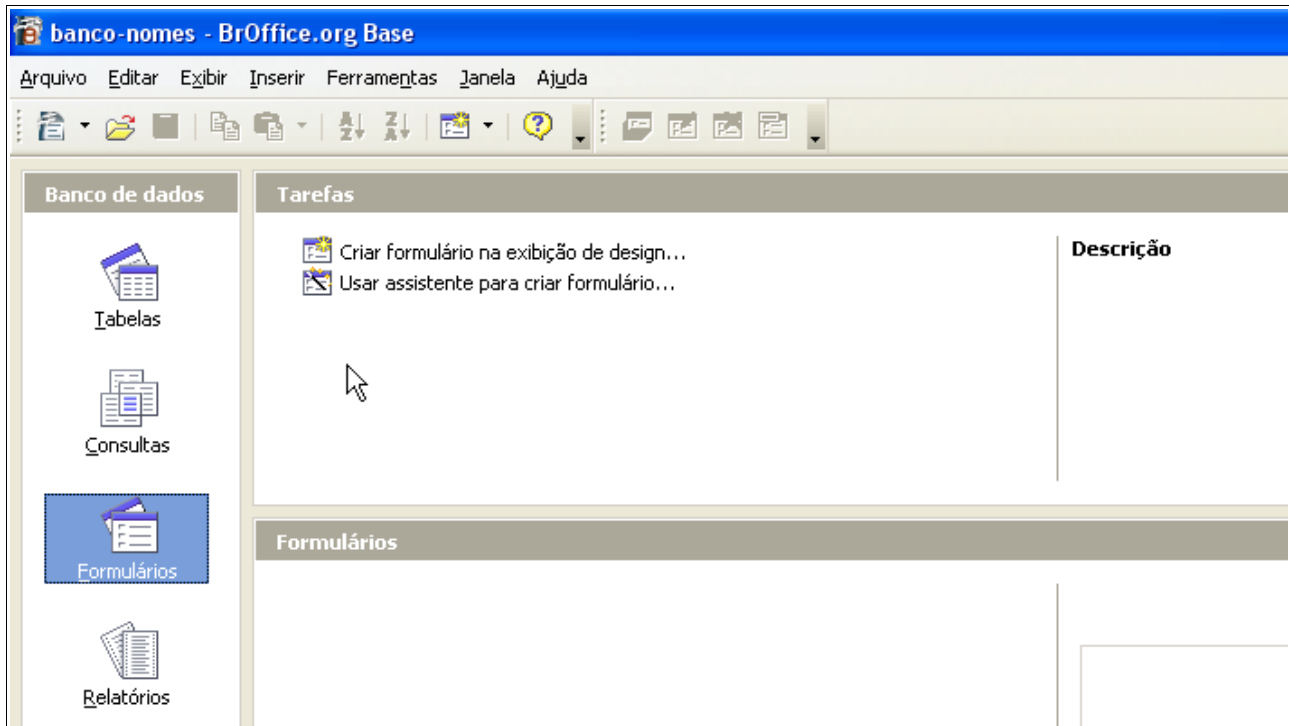 banco-nomes - BrOffice.org Base
Arquivo Editar Exibir Inserir Ferramentas Janela Ajuda
Banco de dados
Tarefas
Criar formulário na exibição de design...
Usar assistente para criar formulário...
Descrição
Tabelas
Consultas
Formulários
Relatórios
Formulários